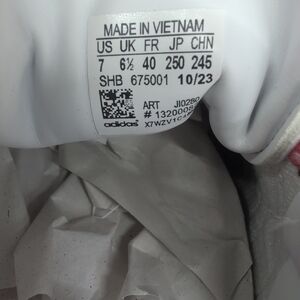 MADE IN VIETNAM
US UK FR JP CHN
7 6½ 40 250 245
SHB 675001 10/23
ART
# 1320005
adidas